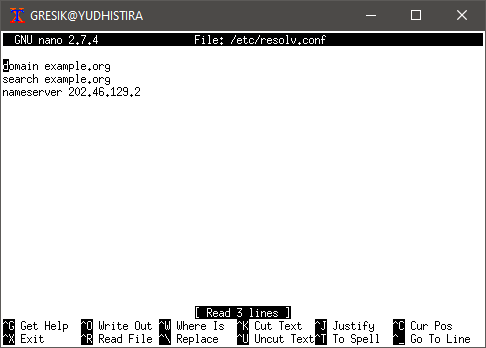 GRESIK@YUDHISTIRA
GNU nano 2.7.4 File: /etc/resolv.conf
domain example.org
search example.org
nameserver 202.46.129.2
[ Read 3 lines ]
^G Get Help ^O Write Out ^W Where Is ^K Cut Text ^J Justify ^C Cur Pos
^X Exit ^R Read File ^\ Replace ^U Uncut Text ^T To Spell ^_ Go To Line